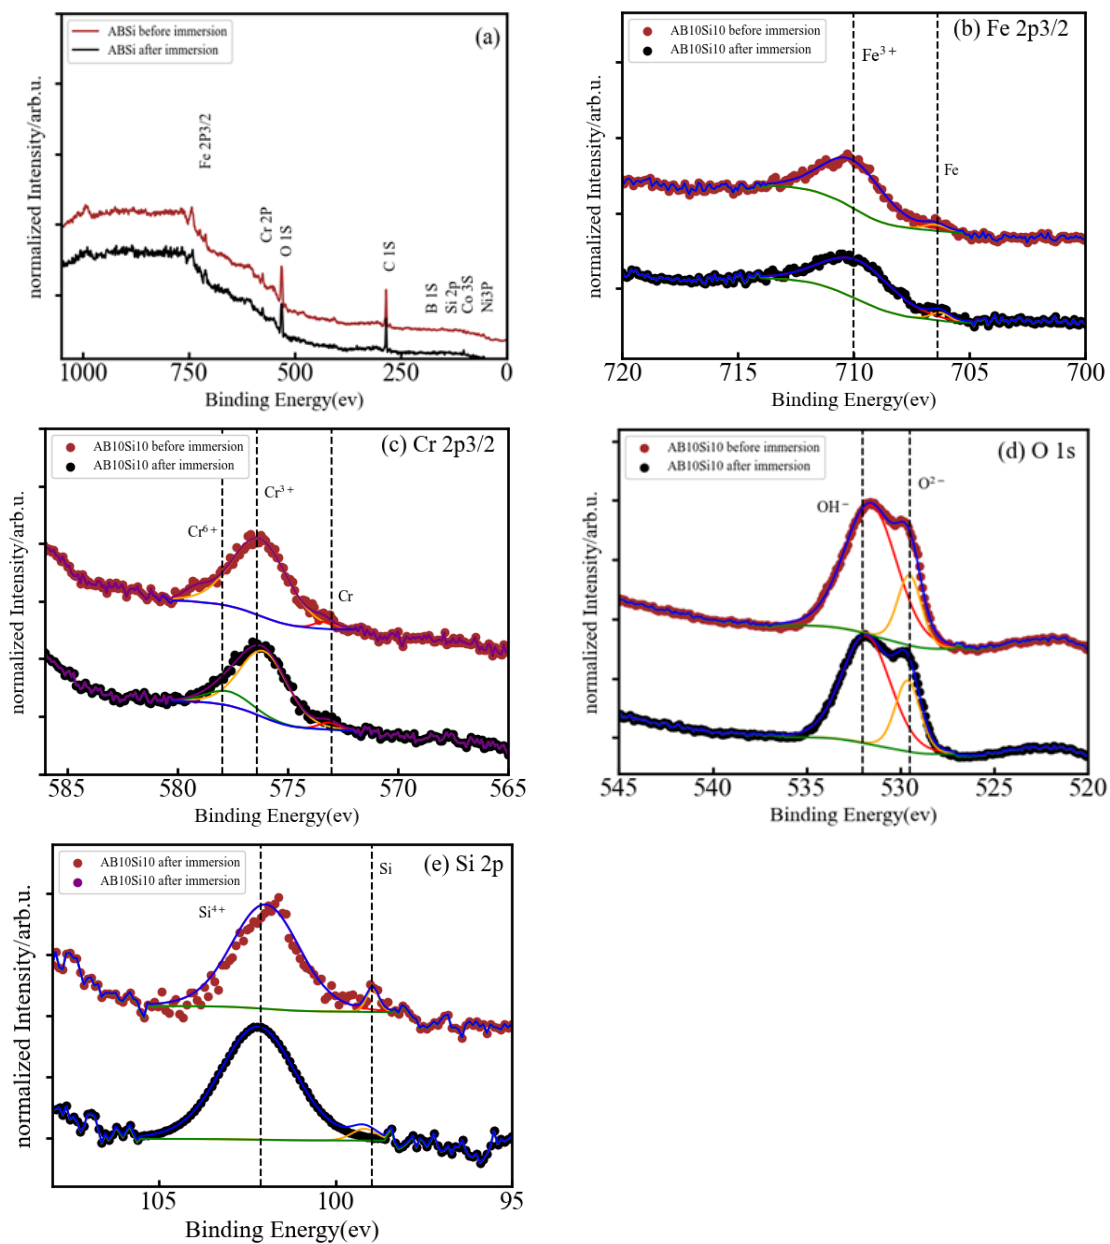 ABSi before immersion
ABSi after immersion
(a)
normalized Intensity/arb.u.
Fe 2P3/2
Cr 2P
O 1S
C 1S
B 1S
Si 2p
Co 3S
Ni3P
1050 750 500 250 0
Binding Energy(ev)
AB10Si10 before immersion
AB10Si10 after immersion
(b) Fe 2p3/2
Fe³⁺
Fe
normalized Intensity/arb.u.
720 715 710 705 700
Binding Energy(ev)
AB10Si10 before immersion
AB10Si10 after immersion
(c) Cr 2p3/2
Cr³⁺
Cr⁶⁺
Cr
normalized Intensity/arb.u.
585 580 575 570 565
Binding Energy(ev)
AB10Si10 before immersion
AB10Si10 after immersion
(d) O 1s
O²⁻
OH⁻
normalized Intensity/arb.u.
545 540 535 530 525 520
Binding Energy(ev)
AB10Si10 after immersion
AB10Si10 after immersion
(e) Si 2p
Si
Si⁴⁺
normalized Intensity/arb.u.
105 100 95
Binding Energy(ev)